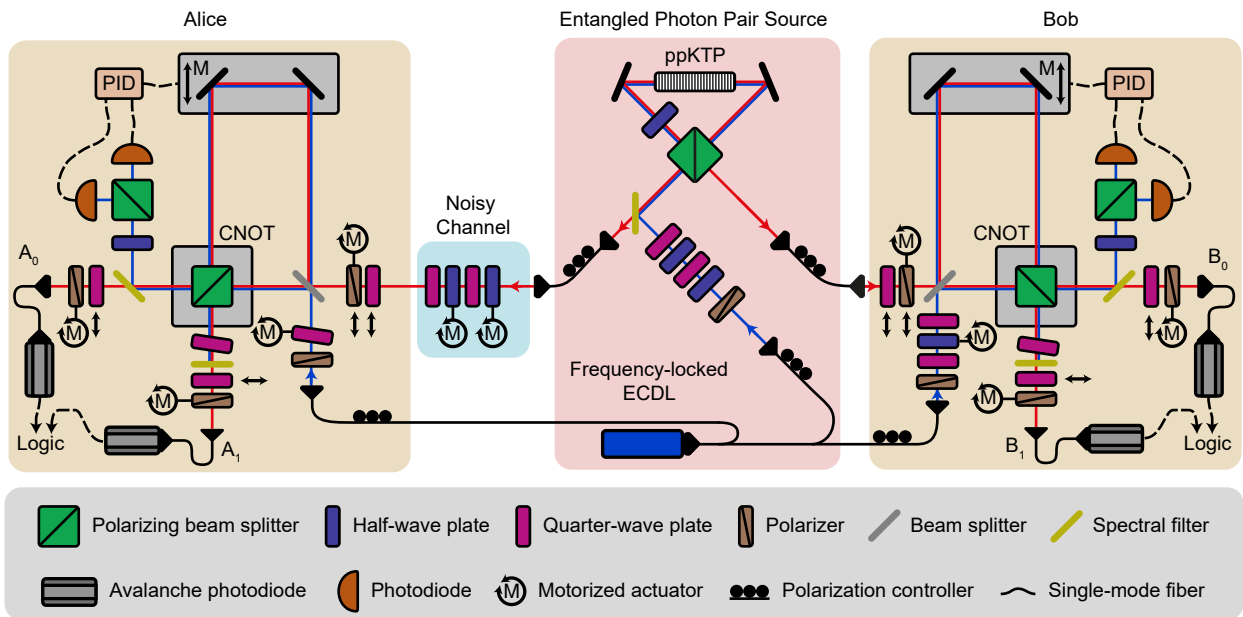 Alice
Entangled Photon Pair Source
Bob
PID
M
ppKTP
M
PID
Noisy
Channel
CNOT
CNOT
M
M
A0
B0
M
M
M
M
M
M
M
M
Frequency-locked
ECDL
Logic
A1
B1
Logic
Polarizing beam splitter
Half-wave plate
Quarter-wave plate
Polarizer
Beam splitter
Spectral filter
Avalanche photodiode
Photodiode
M
Motorized actuator
Polarization controller
Single-mode fiber